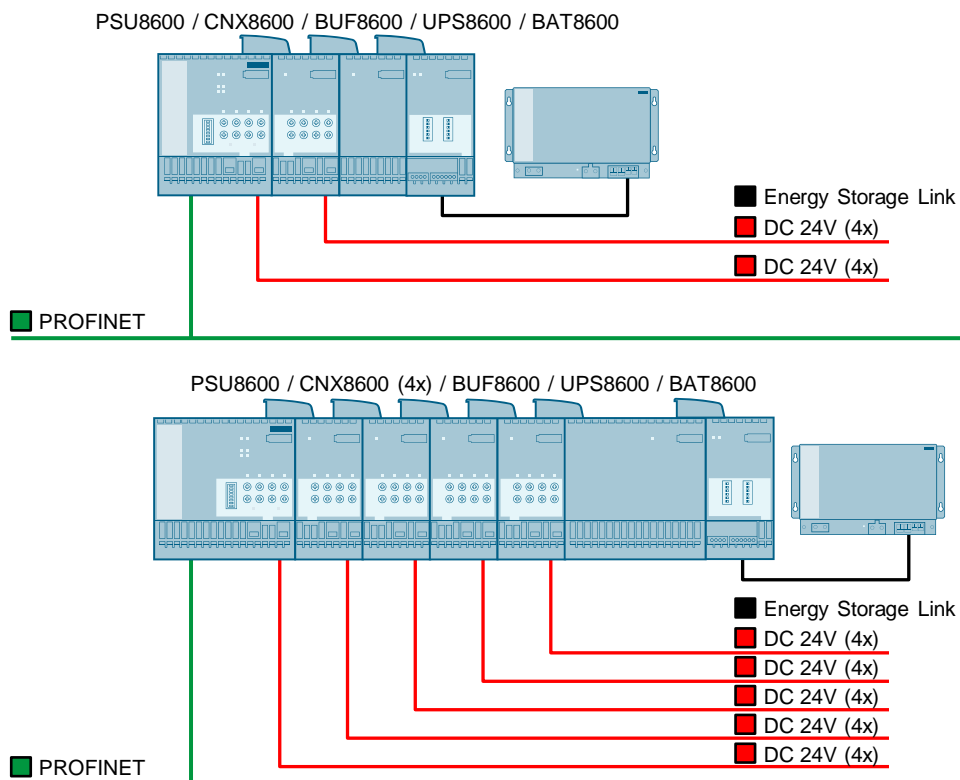 PSU8600 / CNX8600 / BUF8600 / UPS8600 / BAT8600
Energy Storage Link
DC 24V (4x)
DC 24V (4x)
PROFINET
PSU8600 / CNX8600 (4x) / BUF8600 / UPS8600 / BAT8600
Energy Storage Link
DC 24V (4x)
DC 24V (4x)
DC 24V (4x)
DC 24V (4x)
DC 24V (4x)
PROFINET